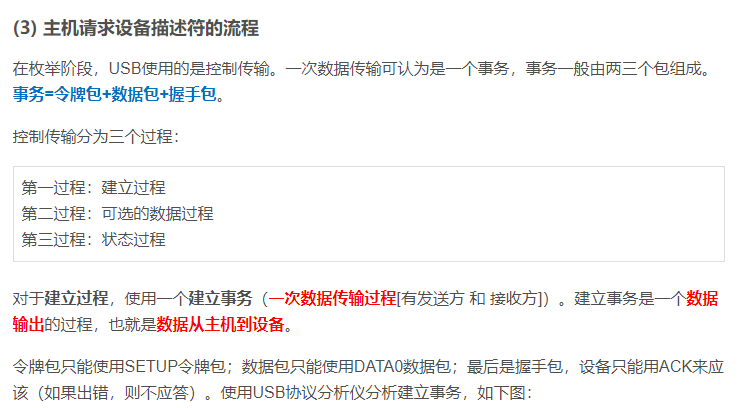 (3) 主机请求设备描述符的流程
在枚举阶段，USB使用的是控制传输。一次数据传输可认为是一个事务，事务一般由两三个包组成。
事务=令牌包+数据包+握手包。
控制传输分为三个过程：
第一过程：建立过程
第二过程：可选的数据过程
第三过程：状态过程
对于建立过程，使用一个建立事务（一次数据传输过程[有发送方 和 接收方]）。建立事务是一个数据
输出的过程，也就是数据从主机到设备。
令牌包只能使用SETUP令牌包；数据包只能使用DATA0数据包；最后是握手包，设备只能用ACK来应
该（如果出错，则不应答）。使用USB协议分析仪分析建立事务，如下图：